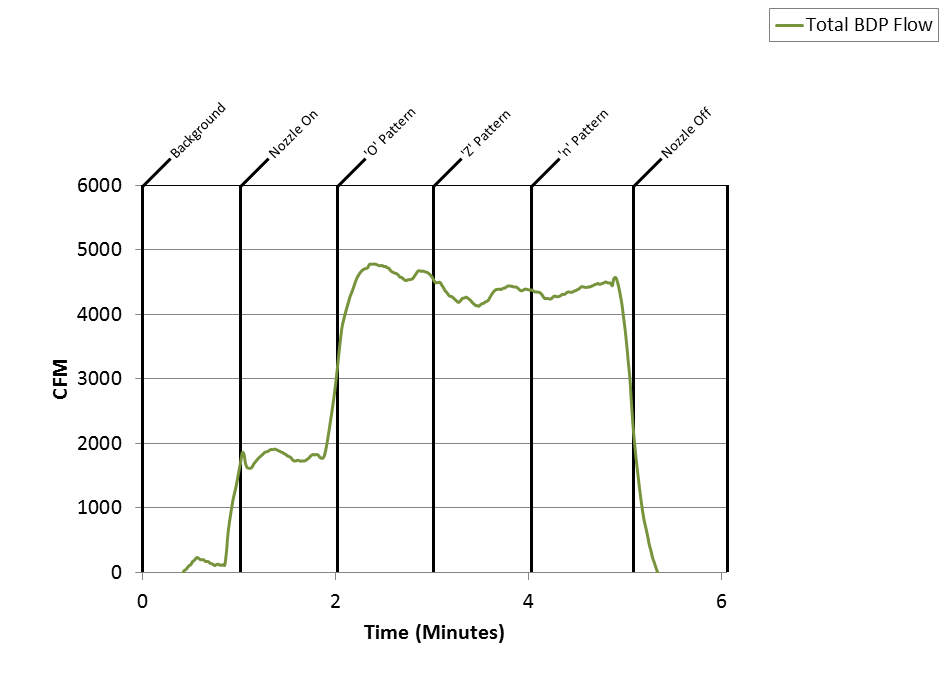 Total BDP Flow
Background
Nozzle On
'O' Pattern
'Z' Pattern
'n' Pattern
Nozzle Off
6000
5000
4000
3000
2000
1000
0
CFM
0 2 4 6
Time (Minutes)